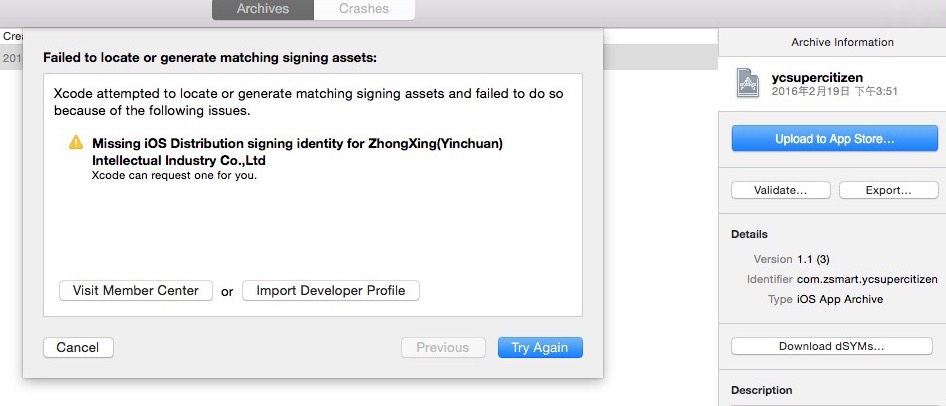 Archives
Crashes
Cre
201
Failed to locate or generate matching signing assets:
Xcode attempted to locate or generate matching signing assets and failed to do so
because of the following issues.
Missing iOS Distribution signing identity for ZhongXing(Yinchuan)
Intellectual Industry Co.,Ltd
Xcode can request one for you.
Visit Member Center
or
Import Developer Profile
Cancel
Previous
Try Again
Archive Information
ycsupercitizen
2016年2月19日 下午3:51
Upload to App Store...
Validate...
Export...
Details
Version 1.1 (3)
Identifier com.zsmart.ycsupercitizen
Type iOS App Archive
Download dSYMs...
Description